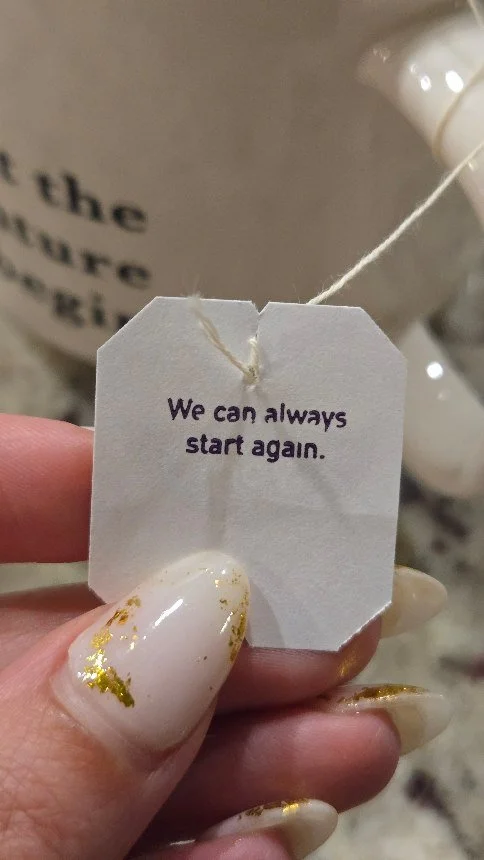 the
We can always
start again.